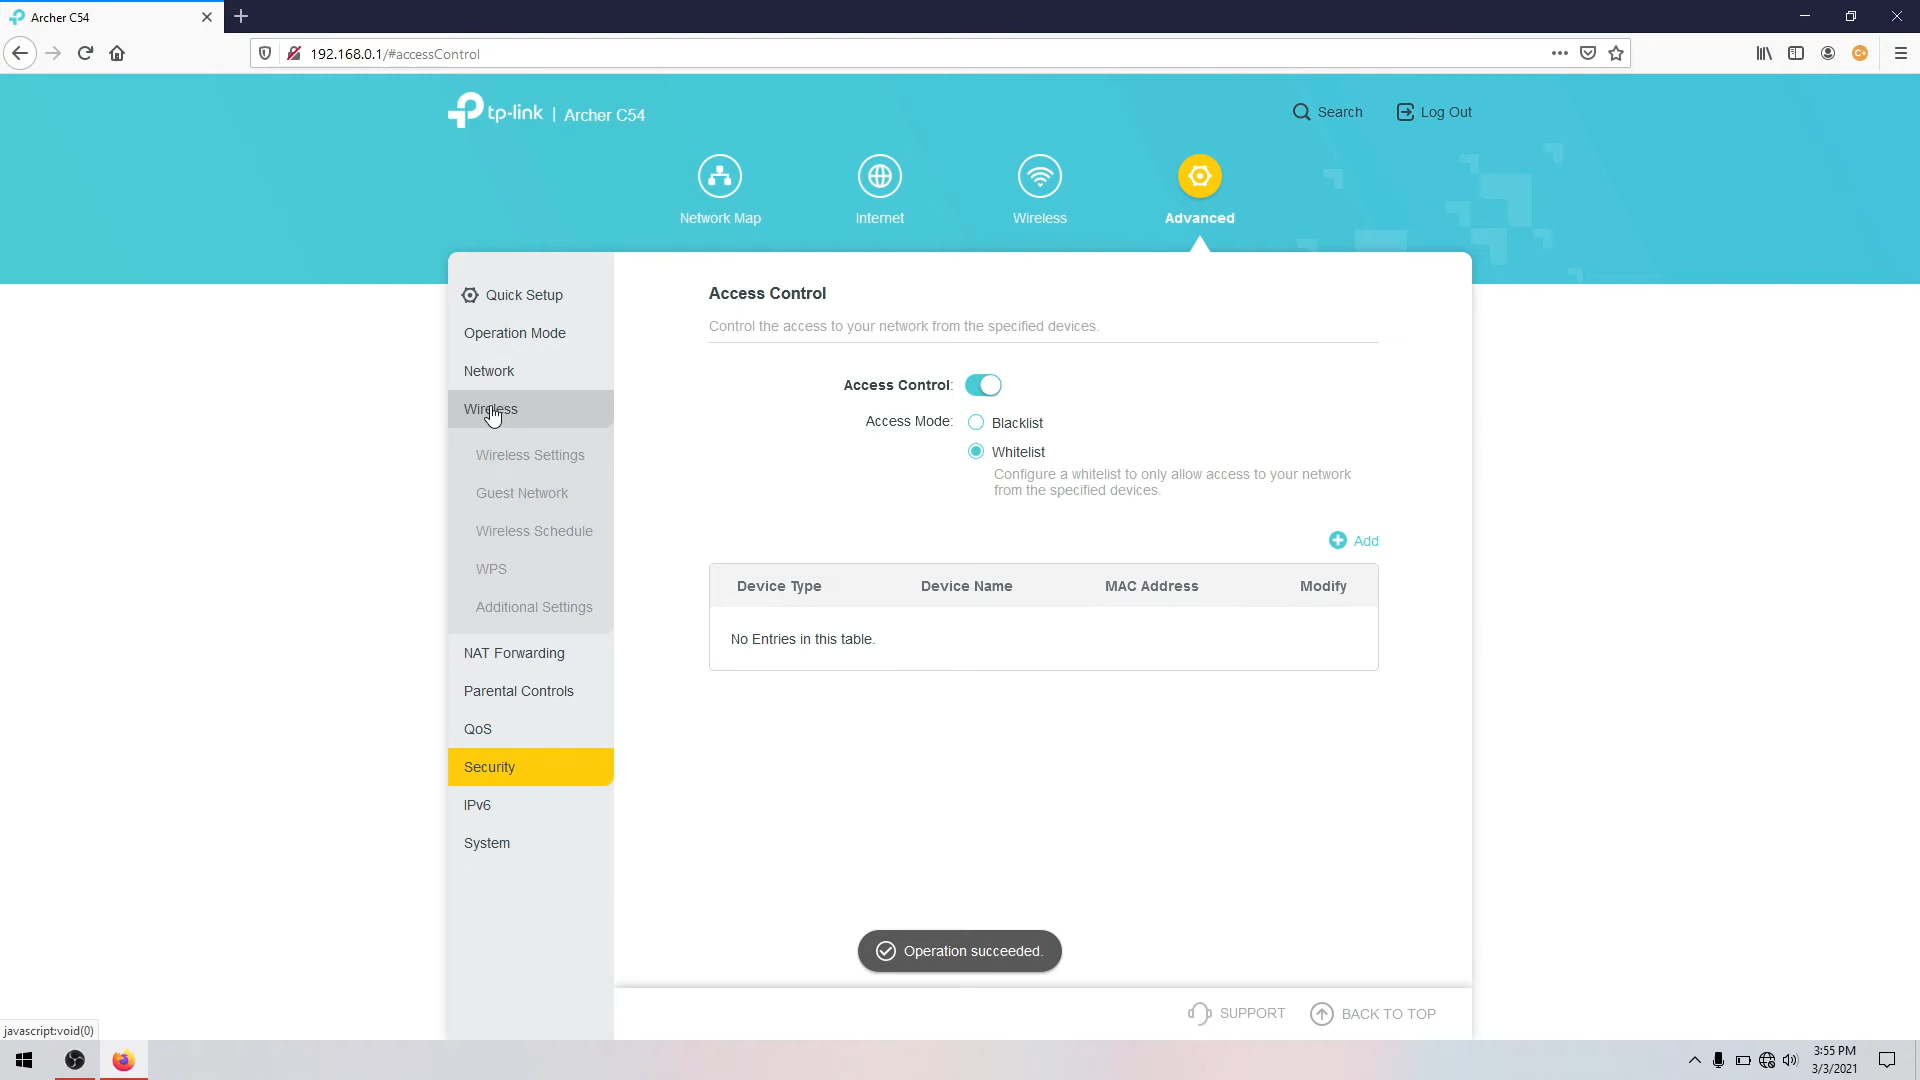 Archer C54
192.168.0.1/#accessControl
tp-link | Archer C54
Search
Log Out
Network Map
Internet
Wireless
Advanced
Quick Setup
Operation Mode
Network
Wireless
Wireless Settings
Guest Network
Wireless Schedule
WPS
Additional Settings
NAT Forwarding
Parental Controls
QoS
Security
IPv6
System
Access Control
Control the access to your network from the specified devices.
Access Control:
Access Mode: Blacklist
Whitelist
Configure a whitelist to only allow access to your network
from the specified devices.
Add
Device Type Device Name MAC Address Modify
No Entries in this table.
Operation succeeded.
SUPPORT BACK TO TOP
javascript:void(0)
3:55 PM
3/3/2021